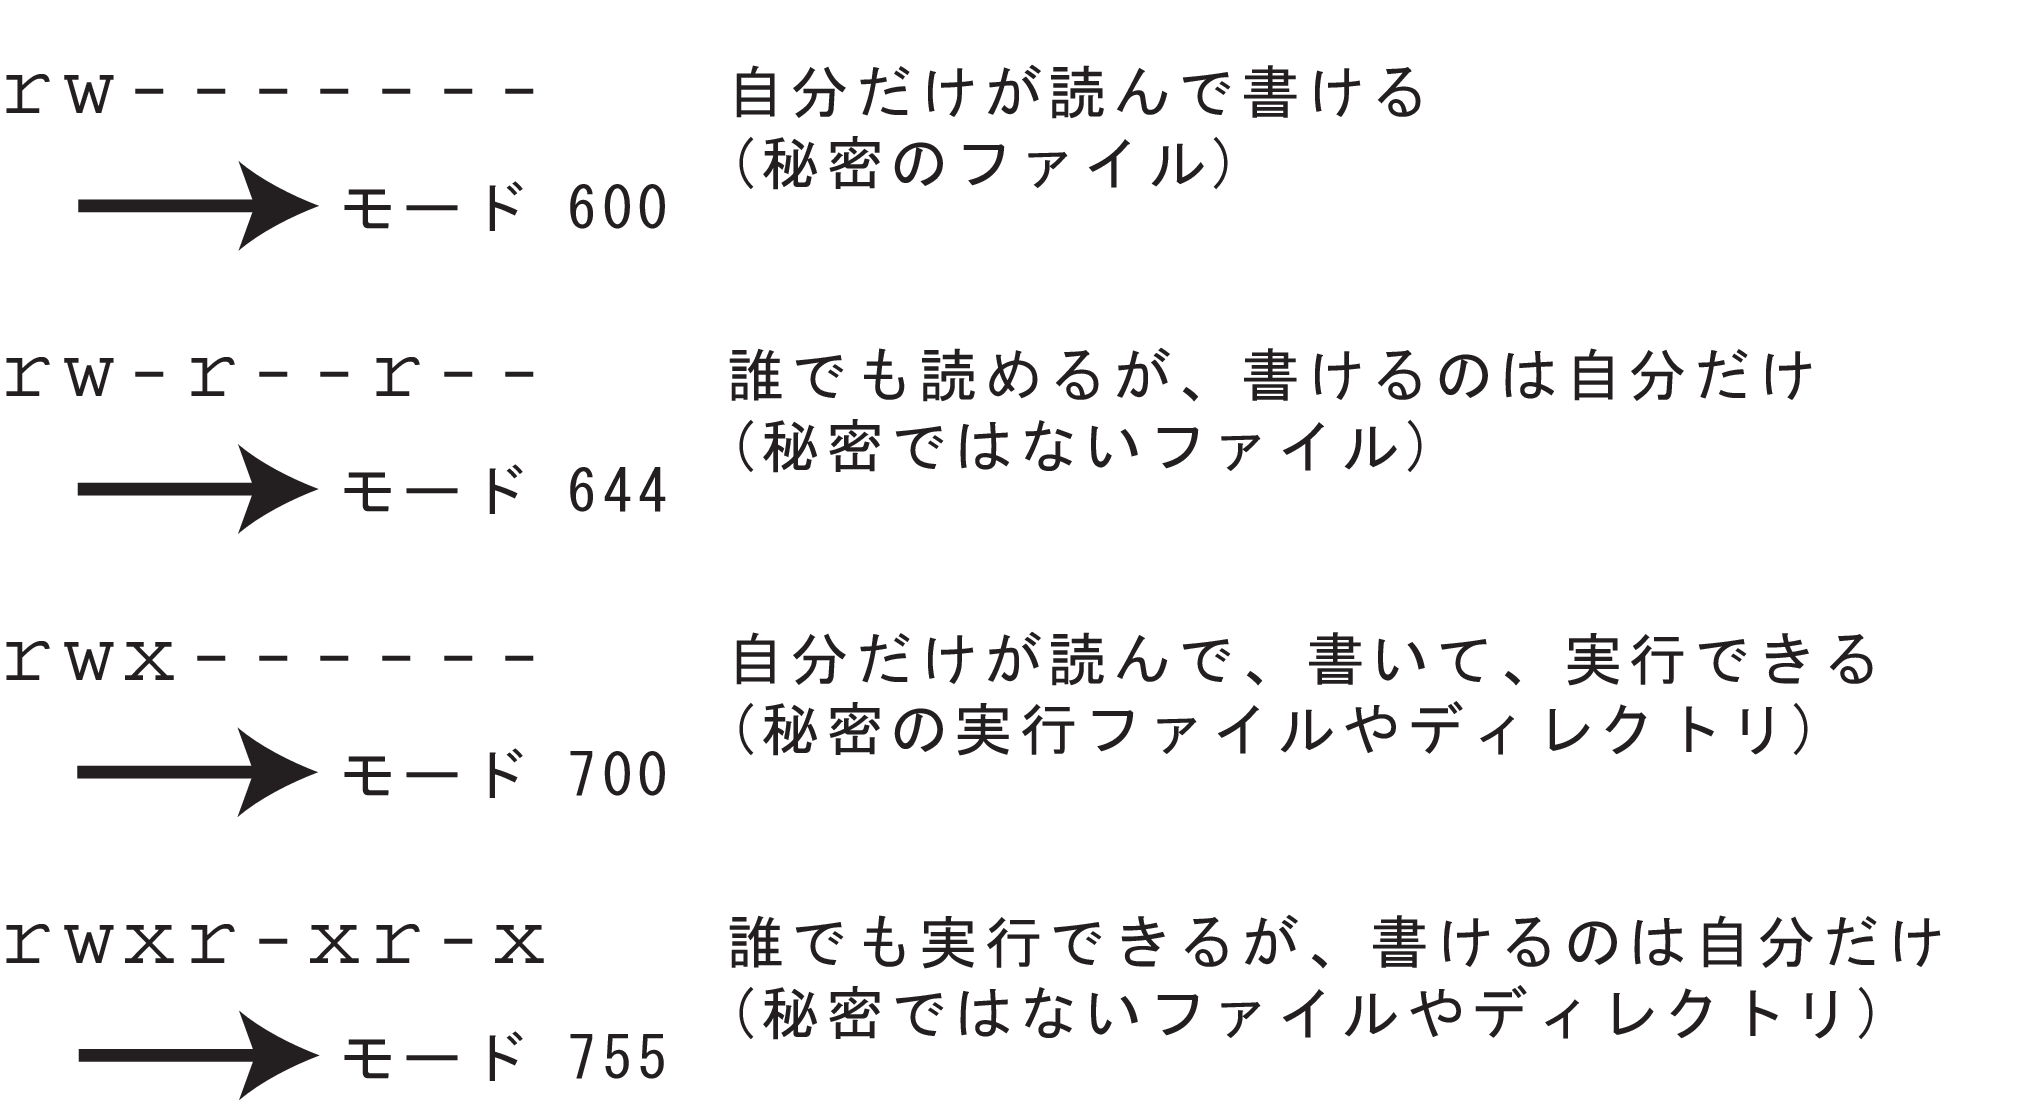 rw-------
自分だけが読んで書ける
（秘密のファイル）
モード 600
rw-r--r--
誰でも読めるが、書けるのは自分だけ
（秘密ではないファイル）
モード 644
rwx------
自分だけが読んで、書いて、実行できる
（秘密の実行ファイルやディレクトリ）
モード 700
rwxr-xr-x
誰でも実行できるが、書けるのは自分だけ
（秘密ではないファイルやディレクトリ）
モード 755